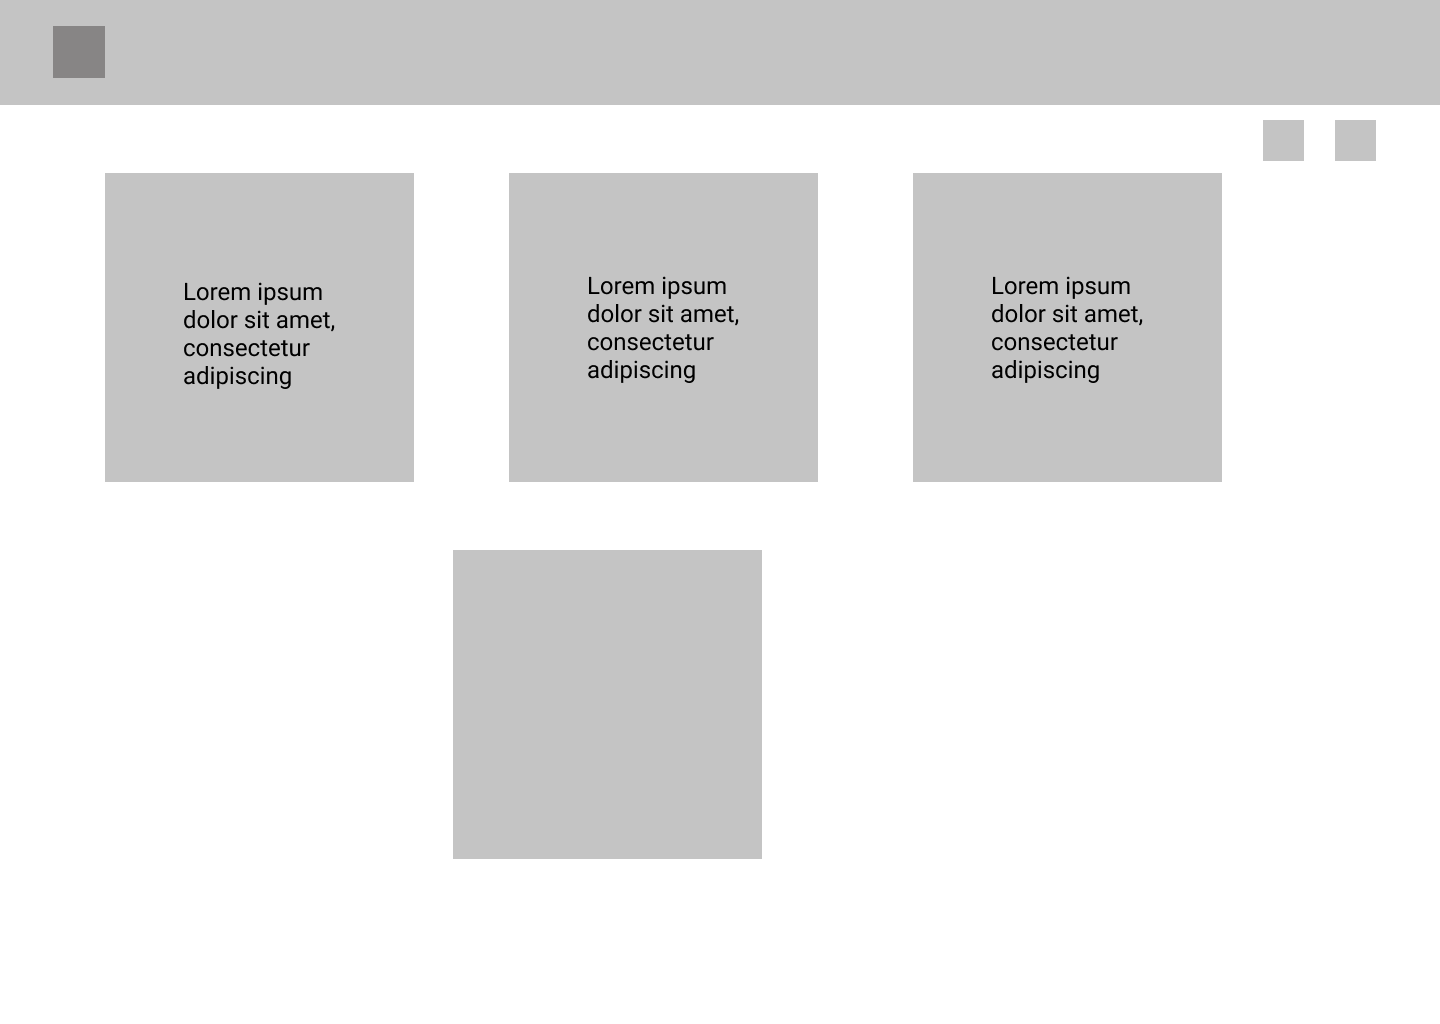 Lorem ipsum
dolor sit amet,
consectetur
adipiscing
Lorem ipsum
dolor sit amet,
consectetur
adipiscing
Lorem ipsum
dolor sit amet,
consectetur
adipiscing